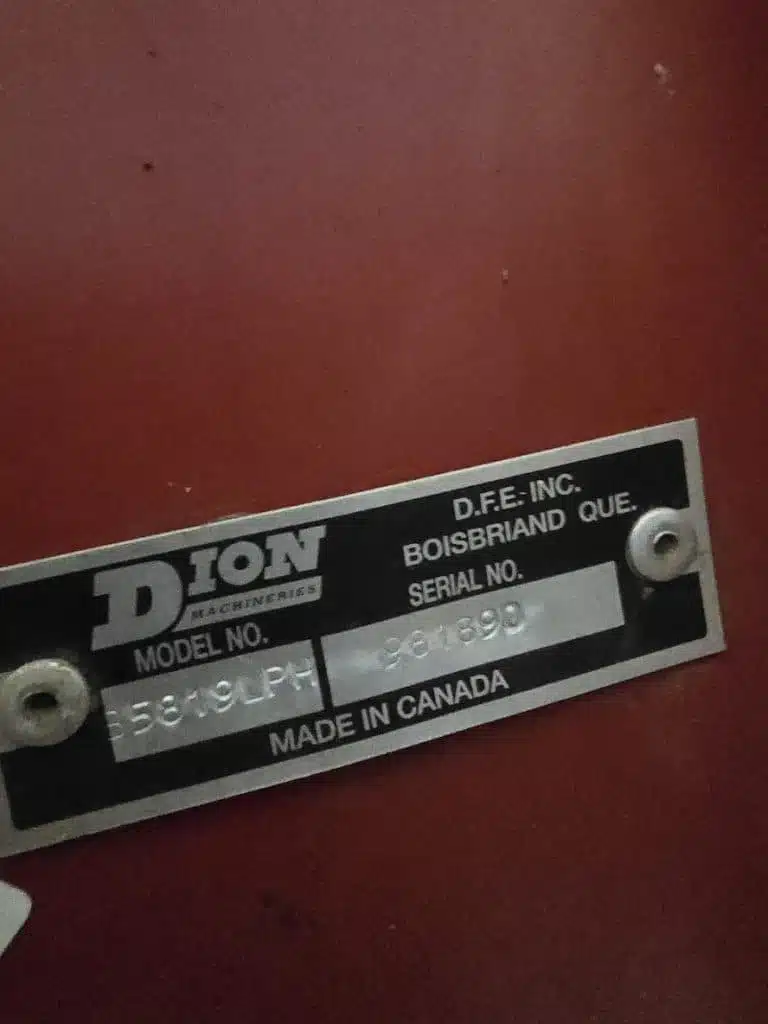 DION
MACHINERIES
D.F.E. INC.
BOISBRIAND QUE.
MODEL NO.
SERIAL NO.
MADE IN CANADA